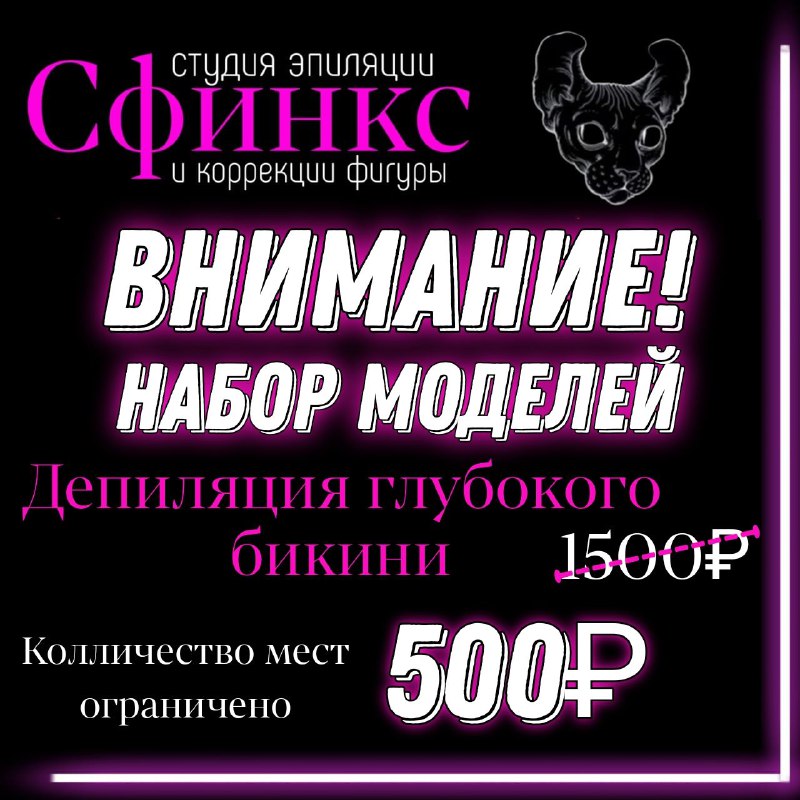 студия эпиляции
Сфинкс
и коррекции фигуры
ВНИМАНИЕ!
НАБОР МОДЕЛЕЙ
Депиляция глубокого
бикини 1500₽
Колличество мест
ограничено
500₽